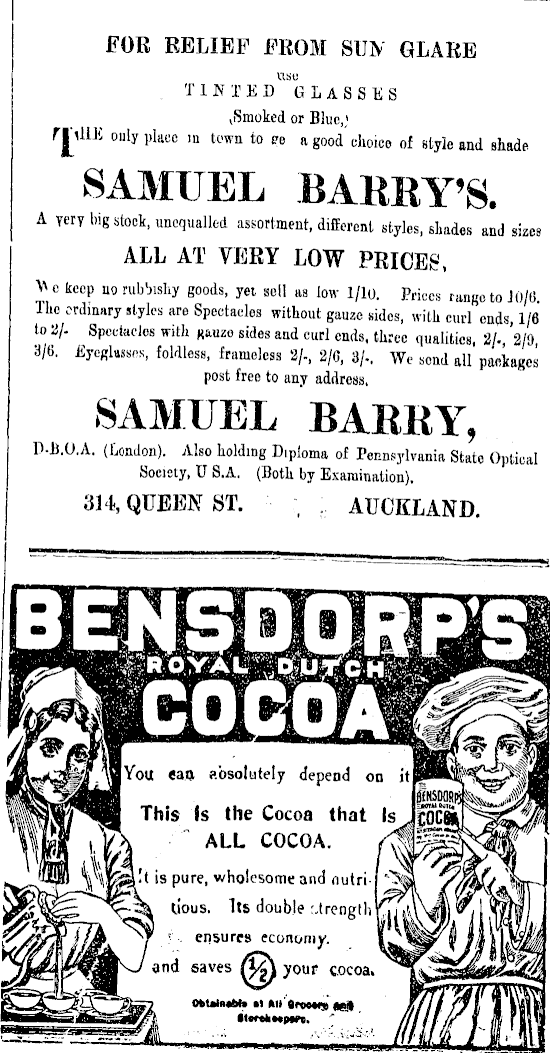 FOR RELIEF FROM SUN GLARE
use
TINTED GLASSES
(Smoked or Blue,)
THE only place in town to ge a good choice of style and shade
SAMUEL BARRY'S.
A very big stock, unequalled assortment, different styles, shades and sizes
ALL AT VERY LOW PRICES,
We keep no rubbishy goods, yet sell as low 1/10. Prices range to 10/6.
The ordinary styles are Spectacles without gauze sides, with curl ends, 1/6
to 2/- Spectacles with gauze sides and curl ends, three qualities, 2/-, 2/9,
3/6. Eyeglasses, foldless, frameless 2/-, 2/6, 3/-. We send all packages
post free to any address.
SAMUEL BARRY,
D.B.O.A. (London). Also holding Diploma of Pennsylvania State Optical
Society, U S.A. (Both by Examination).
314, QUEEN ST. AUCKLAND.
BENSDORP'S
ROYAL DUTCH
COCOA
You can absolutely depend on it
This is the Cocoa that is
ALL COCOA.
It is pure, wholesome and nutri-
tious. Its double strength
ensures economy.
and saves 1/2 your cocoa.
Obtainable at All Grocers and
Storekeepers.
BENSDORP'S
ROYAL DUTCH
COCOA